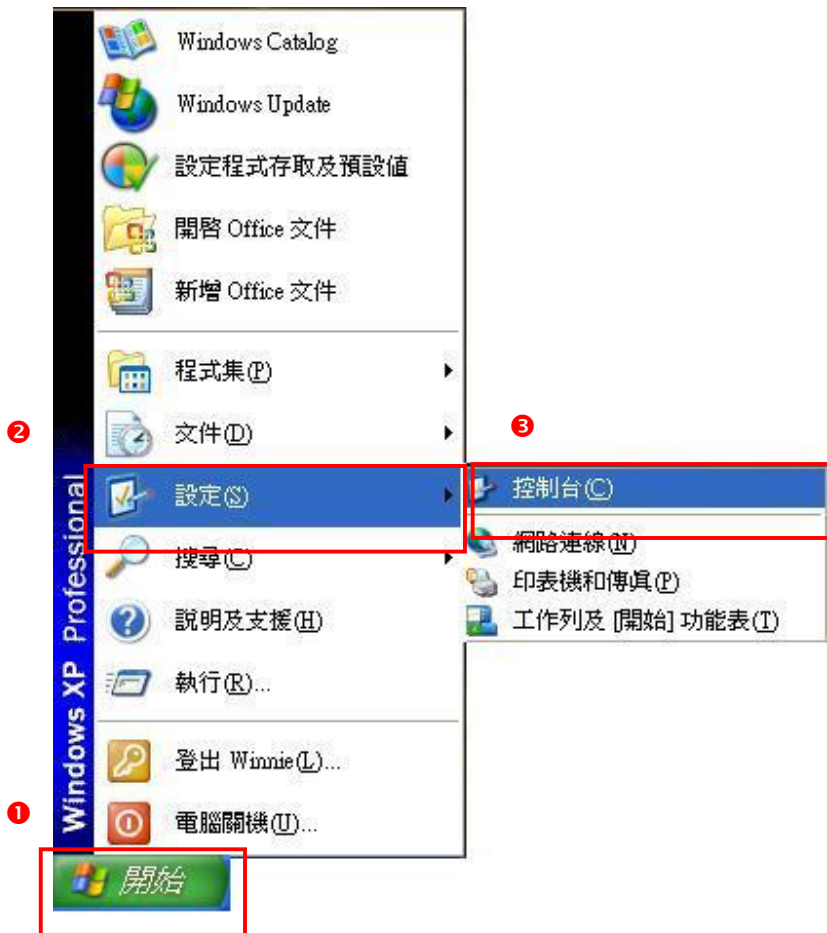 Windows Catalog
Windows Update
設定程式存取及預設值
開啓 Office 文件
新增 Office 文件
程式集(P)
❷
文件(D)
❸
設定(S)
控制台(C)
搜尋(C)
網路連線(N)
印表機和傳真(P)
說明及支援(H)
工作列及 [開始] 功能表(T)
執行(R)...
登出 Winnie(L)...
❶
電腦關機(U)...
Windows XP Professional
開始